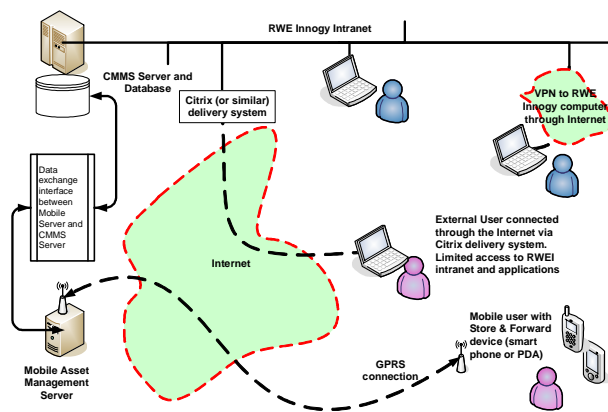 RWE Innogy Intranet
CMMS Server and
Database
Citrix (or similar)
delivery system
VPN to RWE
Innogy computer
through Internet
Data
exchange
interface
between
Mobile
Server and
CMMS
Server
Internet
External User connected
through the Internet via
Citrix delivery system.
Limited access to RWEI
intranet and applications
Mobile user with
Store & Forward
device (smart
phone or PDA)
GPRS
connection
Mobile Asset
Management
Server